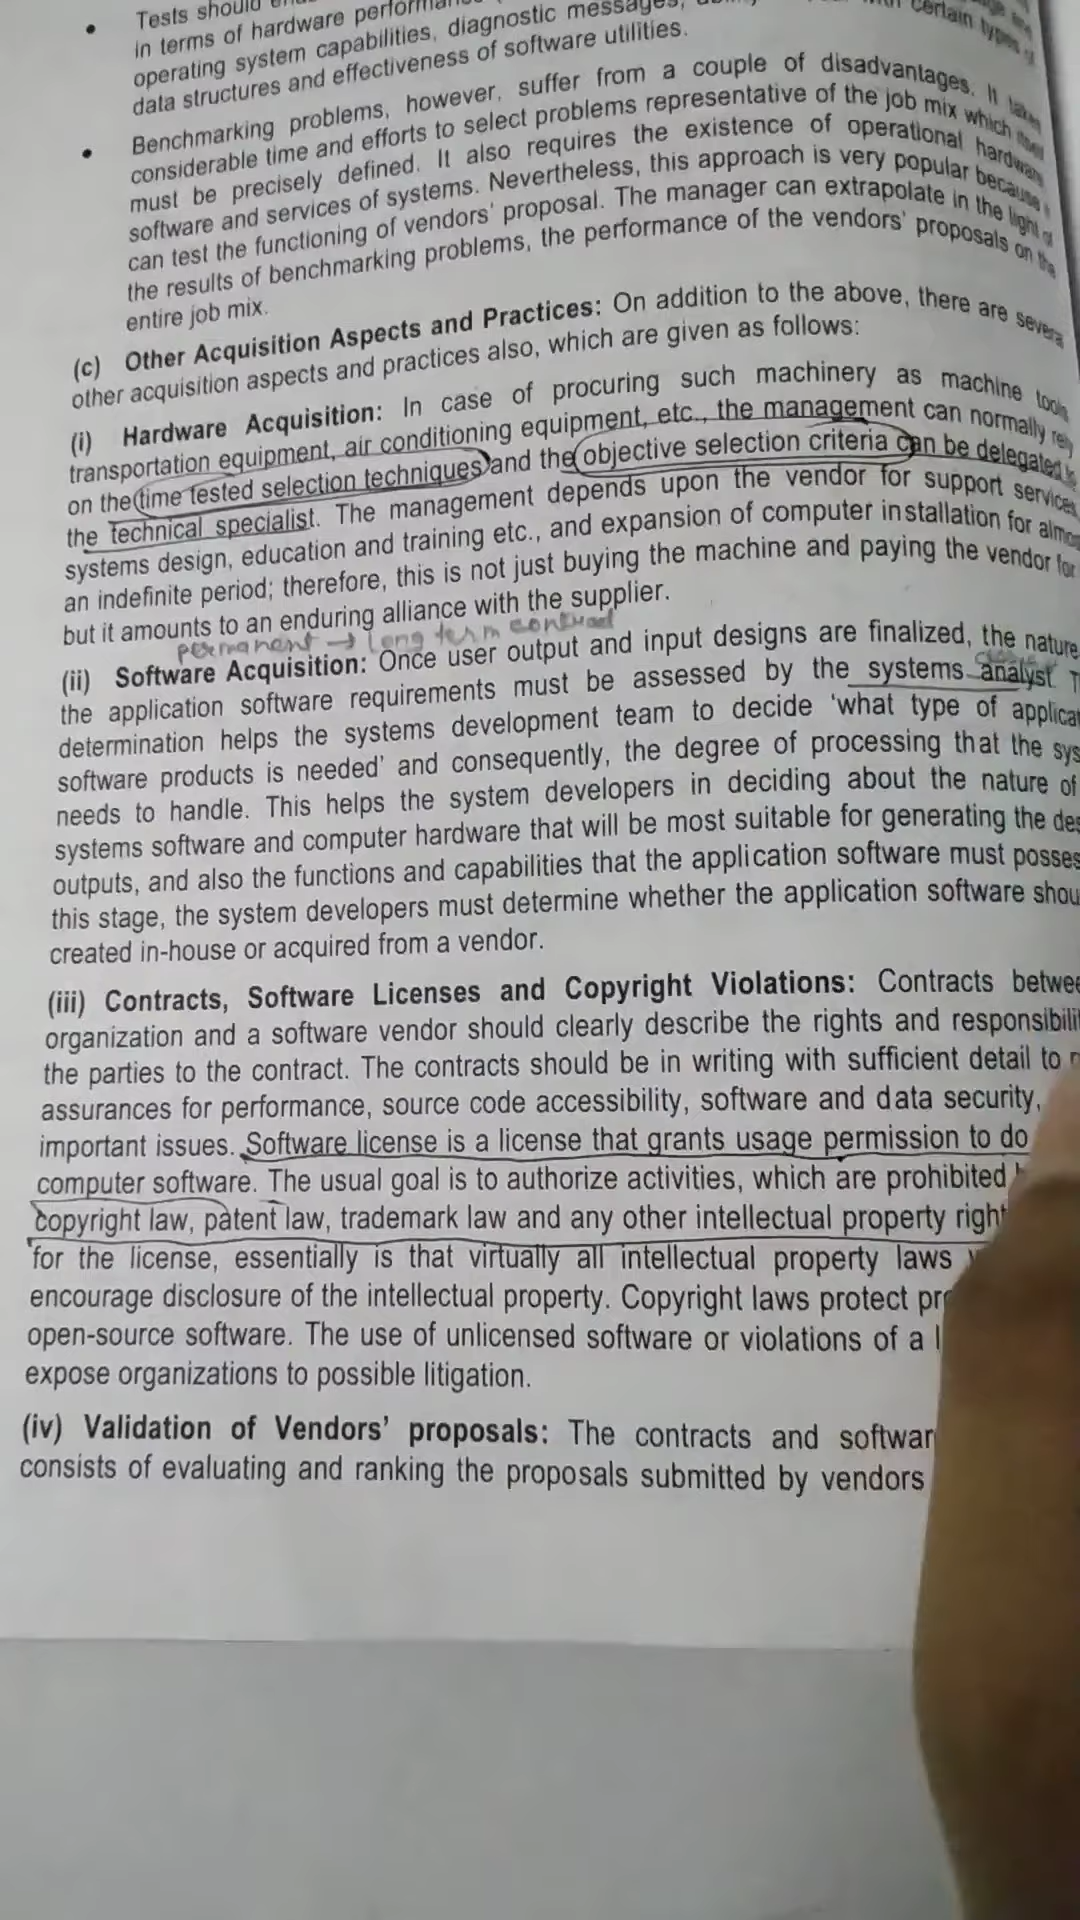 Tests should
in terms of hardware certain types of
operating system capabilities, diagnostic messages,
data structures and effectiveness of software utilities.
Benchmarking problems, however, suffer from a couple of disadvantages. It takes
considerable time and efforts to select problems representative of the job mix which itself
must be precisely defined. It also requires the existence of operational hardware
software and services of systems. Nevertheless, this approach is very popular because it
can test the functioning of vendors' proposal. The manager can extrapolate in the light of
the results of benchmarking problems, the performance of the vendors' proposals on the
entire job mix.
(c) Other Acquisition Aspects and Practices: On addition to the above, there are several
other acquisition aspects and practices also, which are given as follows:
(i) Hardware Acquisition: In case of procuring such machinery as machine tools
transportation equipment, air conditioning equipment, etc., the management can normally rely
on the time tested selection techniques and the objective selection criteria can be delegated to
the technical specialist. The management depends upon the vendor for support services
systems design, education and training etc., and expansion of computer installation for almost
an indefinite period; therefore, this is not just buying the machine and paying the vendor for
but it amounts to an enduring alliance with the supplier.
permanent → long term contract
(ii) Software Acquisition: Once user output and input designs are finalized, the nature
the application software requirements must be assessed by the systems analyst. T
determination helps the systems development team to decide 'what type of applicat
software products is needed' and consequently, the degree of processing that the sys
needs to handle. This helps the system developers in deciding about the nature of
systems software and computer hardware that will be most suitable for generating the des
outputs, and also the functions and capabilities that the application software must posses
this stage, the system developers must determine whether the application software shou
created in-house or acquired from a vendor.
(iii) Contracts, Software Licenses and Copyright Violations: Contracts betwee
organization and a software vendor should clearly describe the rights and responsibilit
the parties to the contract. The contracts should be in writing with sufficient detail to
assurances for performance, source code accessibility, software and data security,
important issues. Software license is a license that grants usage permission to do
computer software. The usual goal is to authorize activities, which are prohibited
copyright law, patent law, trademark law and any other intellectual property right
for the license, essentially is that virtually all intellectual property laws
encourage disclosure of the intellectual property. Copyright laws protect pr
open-source software. The use of unlicensed software or violations of a l
expose organizations to possible litigation.
(iv) Validation of Vendors' proposals: The contracts and softwar
consists of evaluating and ranking the proposals submitted by vendors